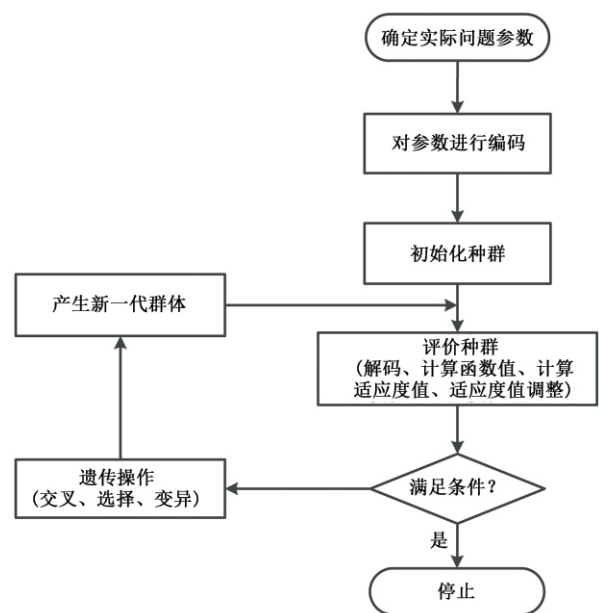 确定实际问题参数
对参数进行编码
初始化种群
产生新一代群体
评价种群
(解码、计算函数值、计算
适应度值、适应度值调整)
遗传操作
(交叉、选择、变异)
满足条件?
是
停止